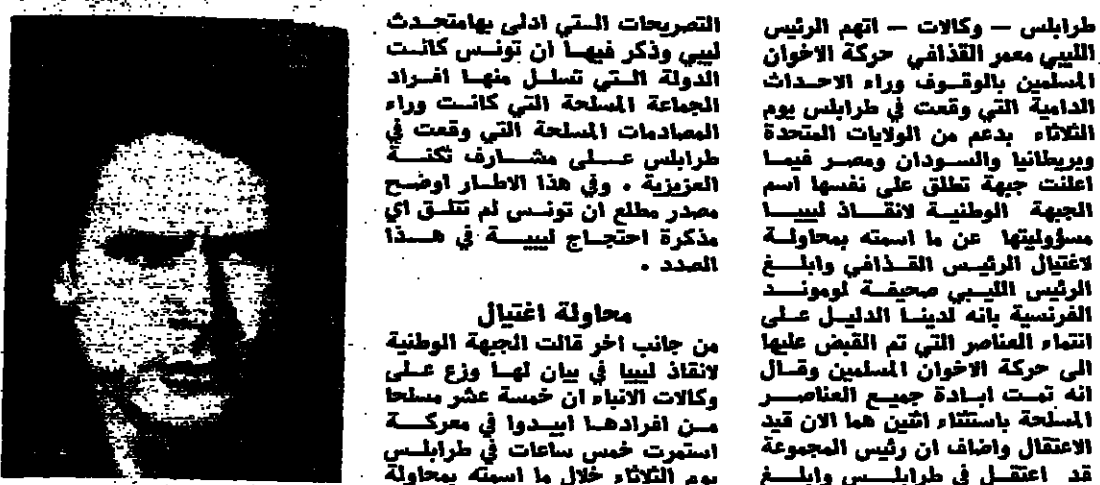 طرابلس — وكالات — اتهم الرئيس
الليبي معمر القذافي حركة الاخوان
المسلمين بالوقوف وراء الاحداث
الدامية التي وقعت في طرابلس يوم
الثلاثاء بدعم من الولايات المتحدة
وبريطانيا والسودان ومصر فيما
اعلنت جبهة تطلق على نفسها اسم
الجبهة الوطنية لانقاذ ليبيا
مسؤوليتها عن ما اسمته بمحاولة
لاغتيال الرئيس القذافي وابلغ
الرئيس الليبي صحيفة لوموند
الفرنسية بانه لدينا الدليل على
انتماء العناصر التي تم القبض عليها
الى حركة الاخوان المسلمين وقال
انه تمت ابادة جميع العناصر
المسلحة باستثناء اثنين هما الان قيد
الاعتقال واضاف ان رئيس المجموعة
قد اعتقل في طرابلس وابلغ
التصريحات التي ادلى بهامتحدث
ليبي وذكر فيها ان تونس كانت
الدولة التي تسلل منها افراد
الجماعة المسلحة التي كانت وراء
المصادمات المسلحة التي وقعت في
طرابلس على مشارف ثكنة
العزيزية ٠ وفي هذا الاطار اوضح
مصدر مطلع ان تونس لم تتلق اي
مذكرة احتجاج ليبية في هذا
الصدد ٠
محاولة اغتيال
من جانب اخر قالت الجبهة الوطنية
لانقاذ ليبيا في بيان لها وزع على
وكالات الانباء ان خمسة عشر مسلحا
من افرادها ابيدوا في معركة
استمرت خمس ساعات في طرابلس
يوم الثلاثاء خلال ما اسمته بمحاولة